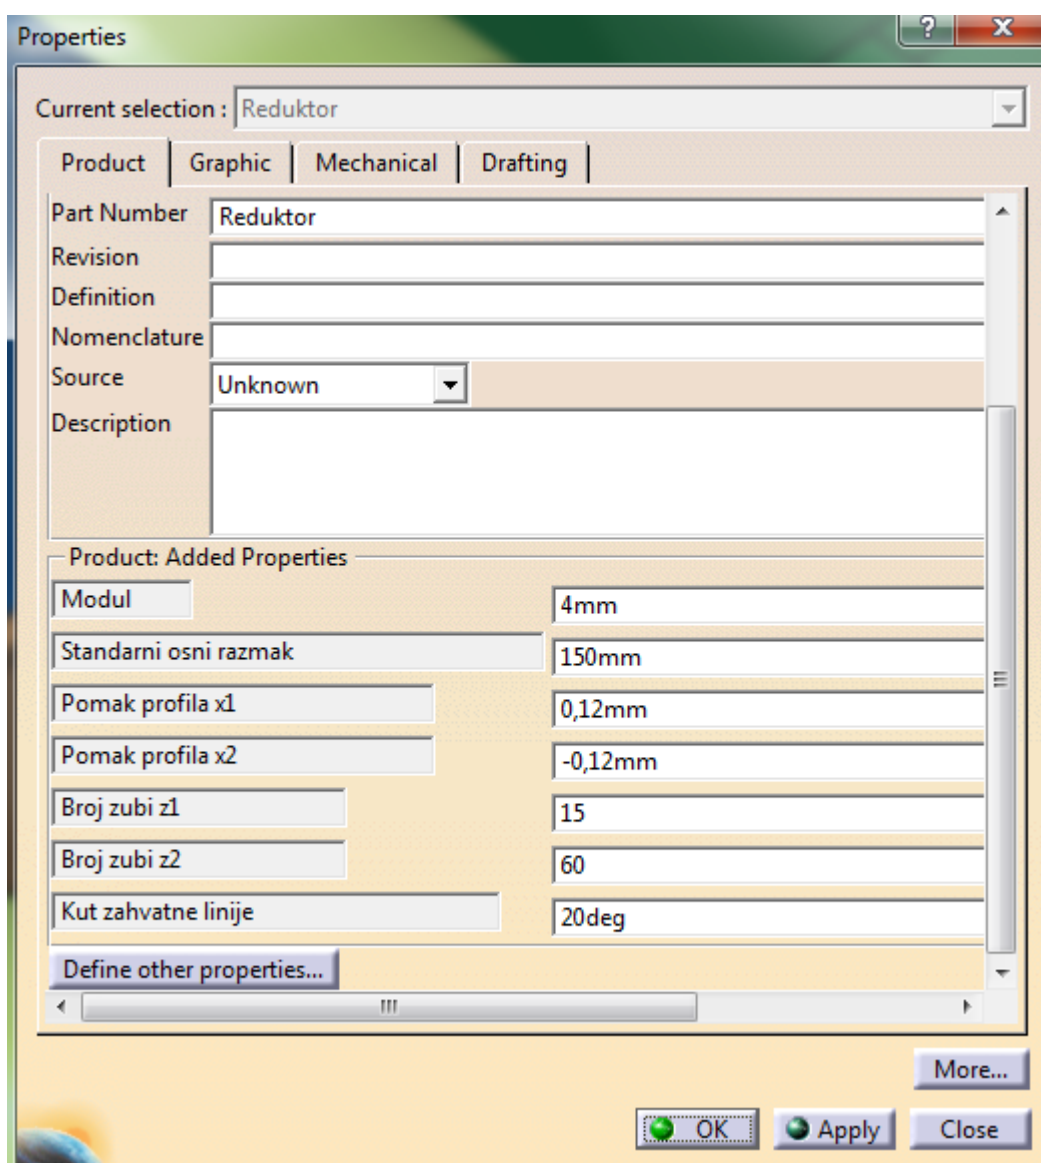 Properties
?
X
Current selection : Reduktor
Product Graphic Mechanical Drafting
Part Number Reduktor
Revision
Definition
Nomenclature
Source Unknown
Description
Product: Added Properties
Modul 4mm
Standarni osni razmak 150mm
Pomak profila x1 0,12mm
Pomak profila x2 -0,12mm
Broj zubi z1 15
Broj zubi z2 60
Kut zahvatne linije 20deg
Define other properties...
More...
OK Apply Close